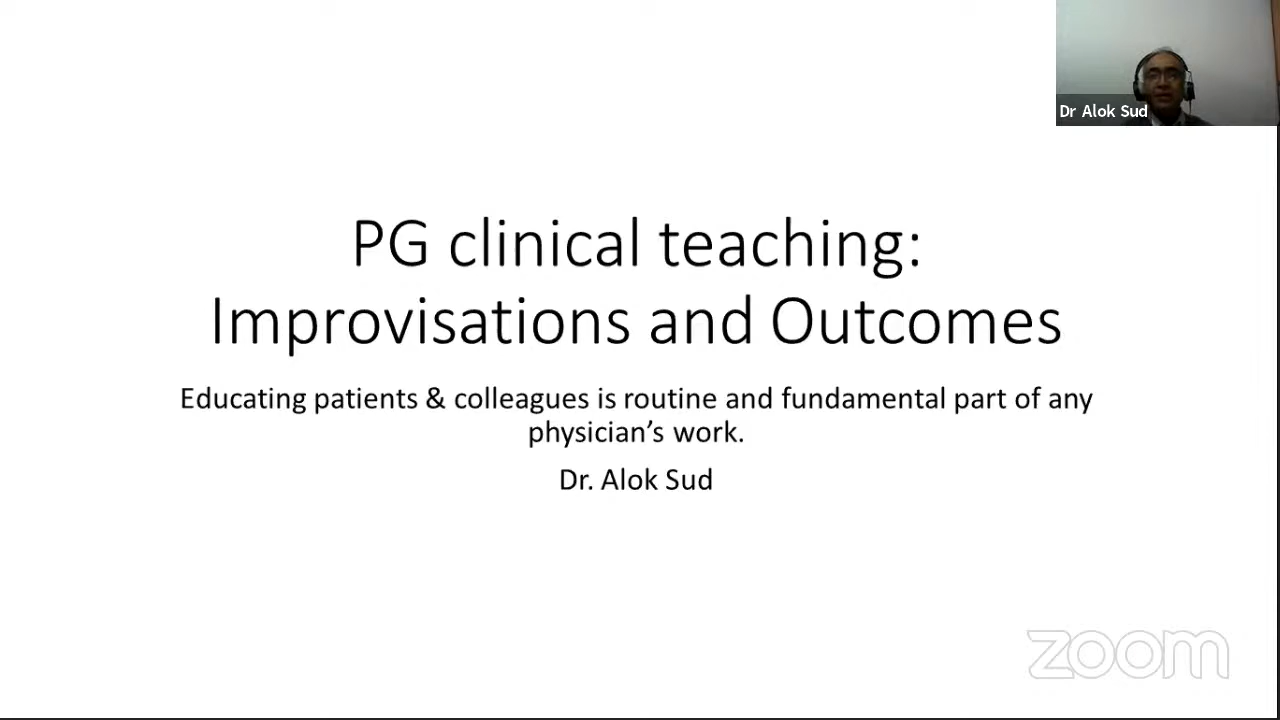 Dr Alok Sud
PG clinical teaching:
Improvisations and Outcomes
Educating patients & colleagues is routine and fundamental part of any
physician's work.
Dr. Alok Sud
zoom